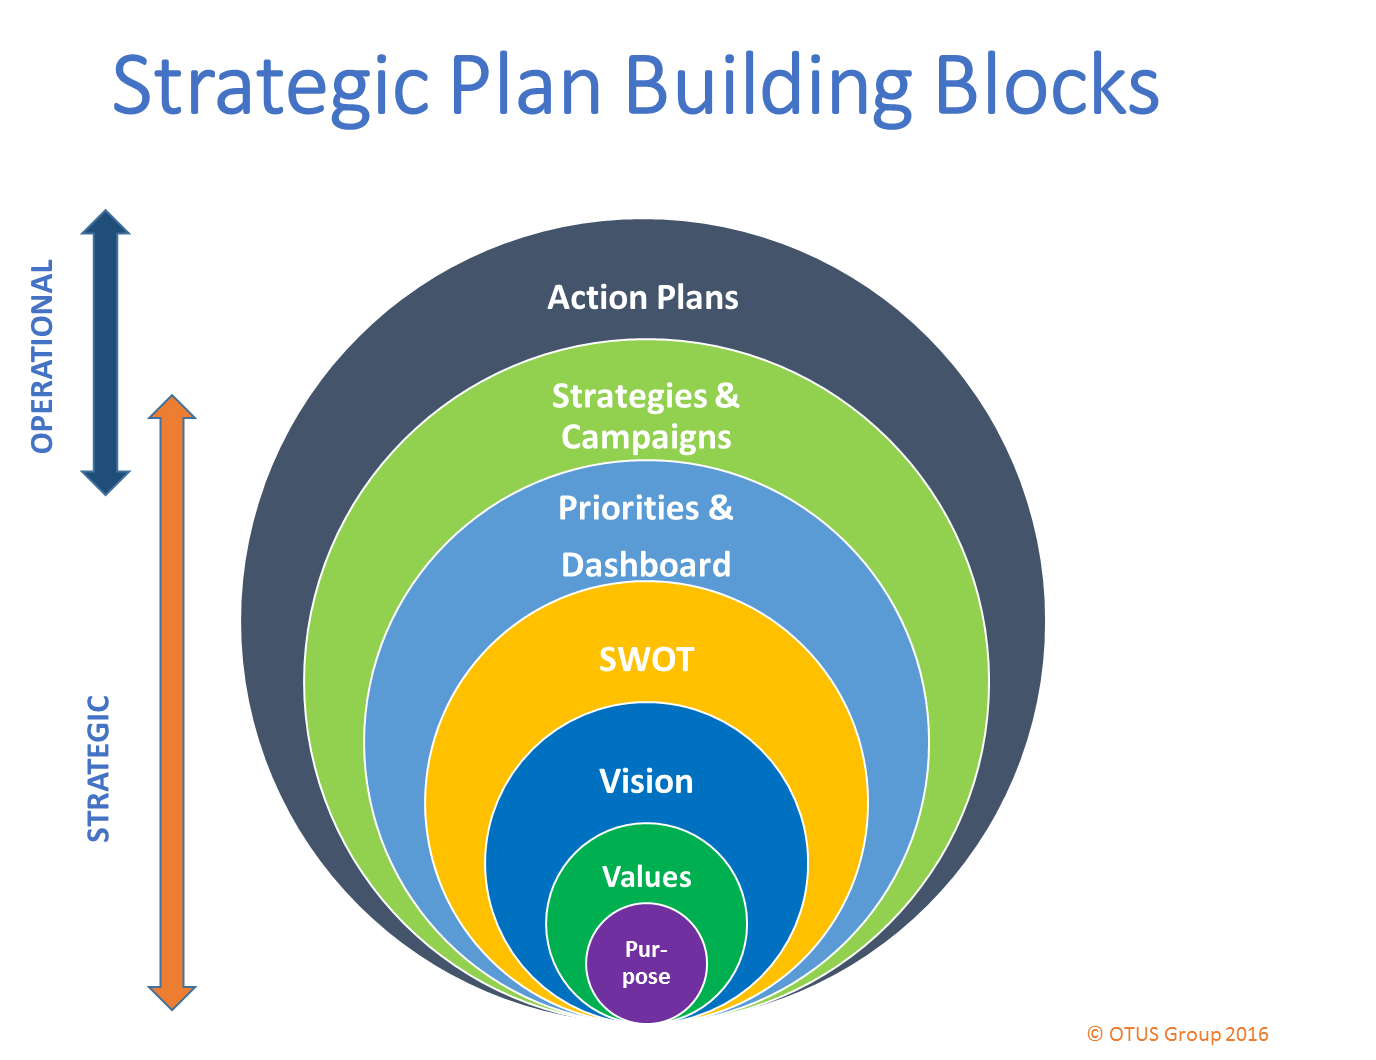 Strategic Plan Building Blocks
OPERATIONAL
STRATEGIC
Action Plans
Strategies &
Campaigns
Priorities &
Dashboard
SWOT
Vision
Values
Pur-
pose
© OTUS Group 2016